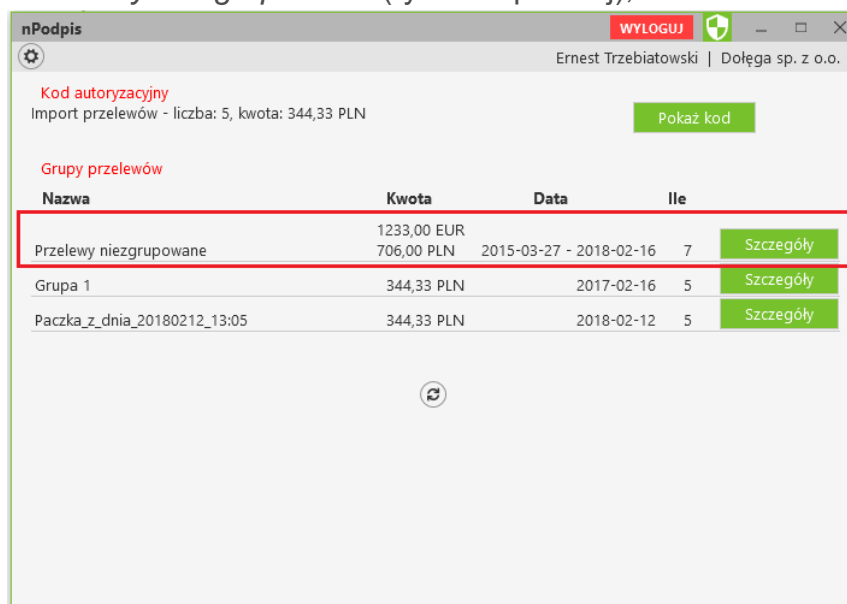 nPodpis WYLOGUJ
Ernest Trzebiatowski | Dołęga sp. z o.o.
Kod autoryzacyjny
Import przelewów - liczba: 5, kwota: 344,33 PLN Pokaż kod
Grupy przelewów
Nazwa Kwota Data Ile
1233,00 EUR
Przelewy niezgrupowane 706,00 PLN 2015-03-27 - 2018-02-16 7 Szczegóły
Grupa 1 344,33 PLN 2017-02-16 5 Szczegóły
Paczka_z_dnia_20180212_13:05 344,33 PLN 2018-02-12 5 Szczegóły